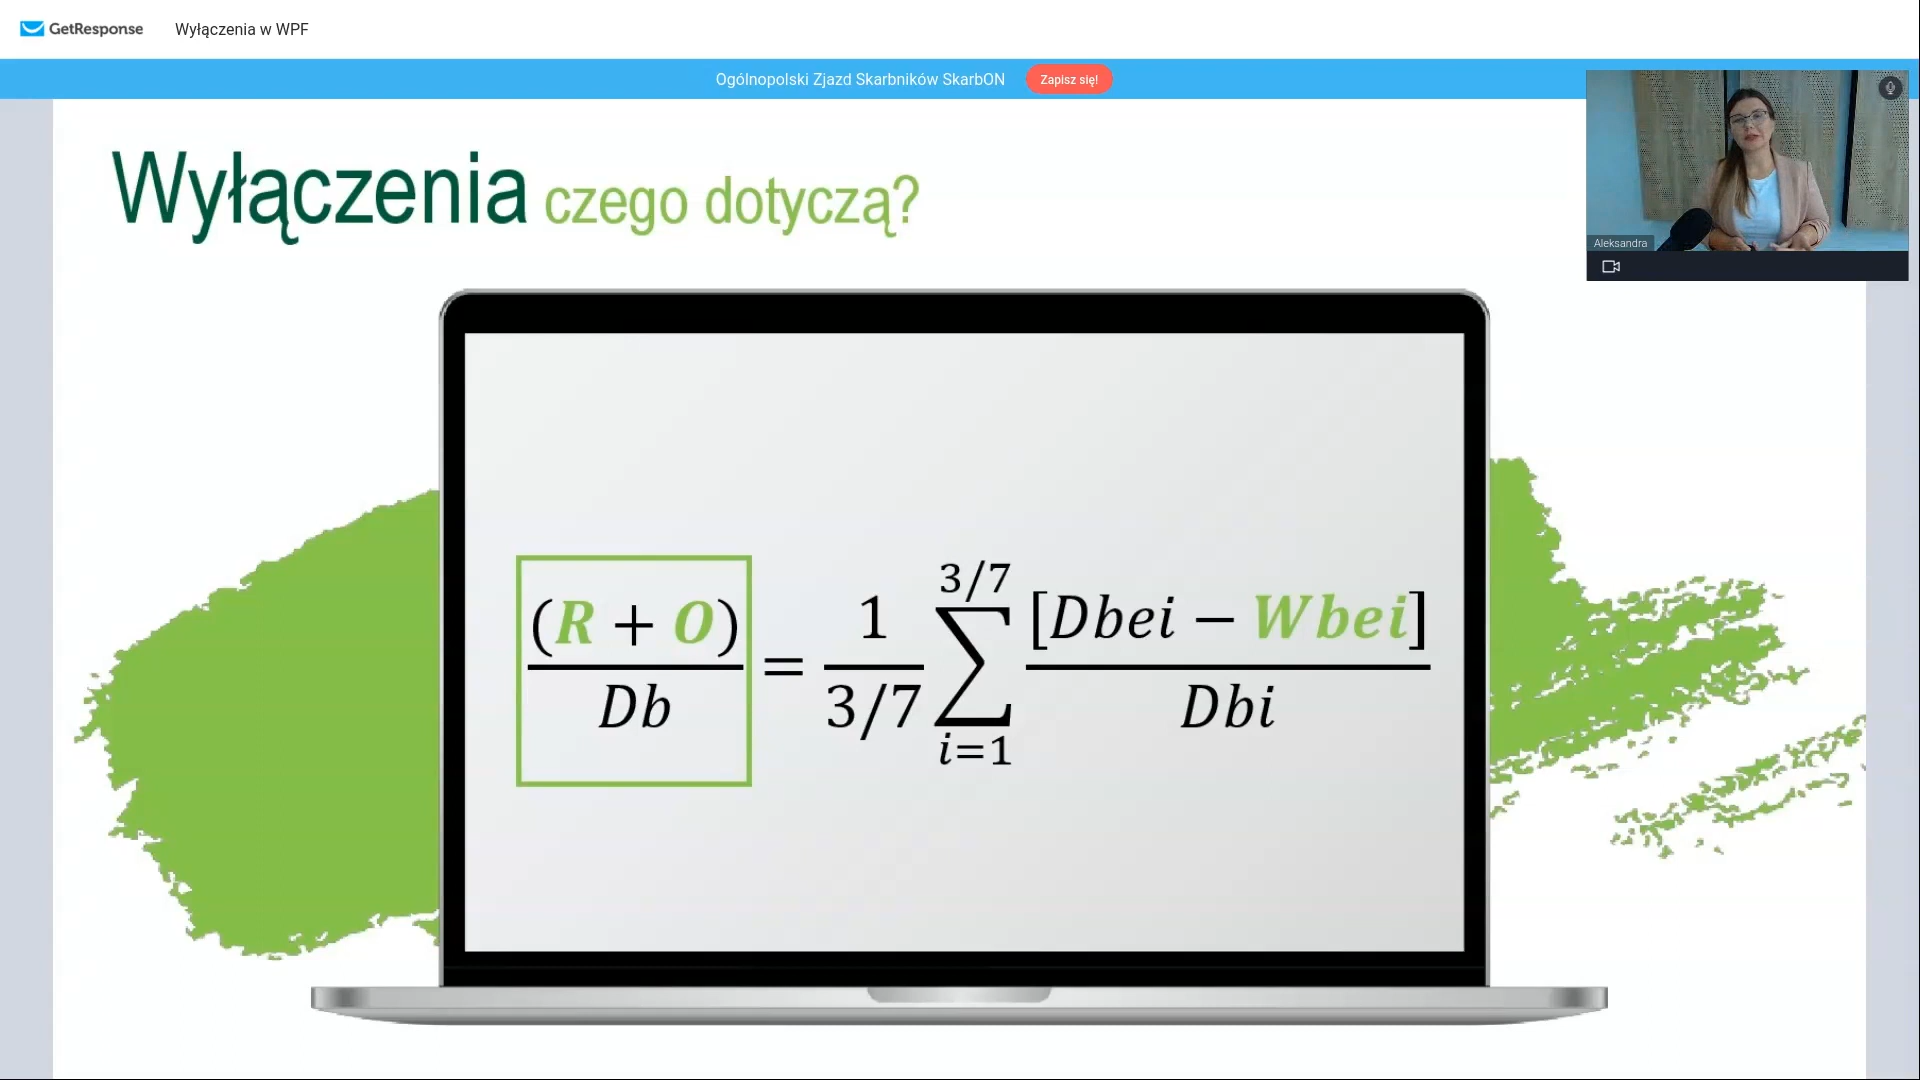 GetResponse Wyłączenia w WPF
Ogólnopolski Zjazd Skarbników SkarbON Zapisz się!
Aleksandra
Wyłączenia czego dotyczą?
(R + O) / Db = 1 / 3/7 3/7 ∑ i=1 [Dbei − Wbei] / Dbi